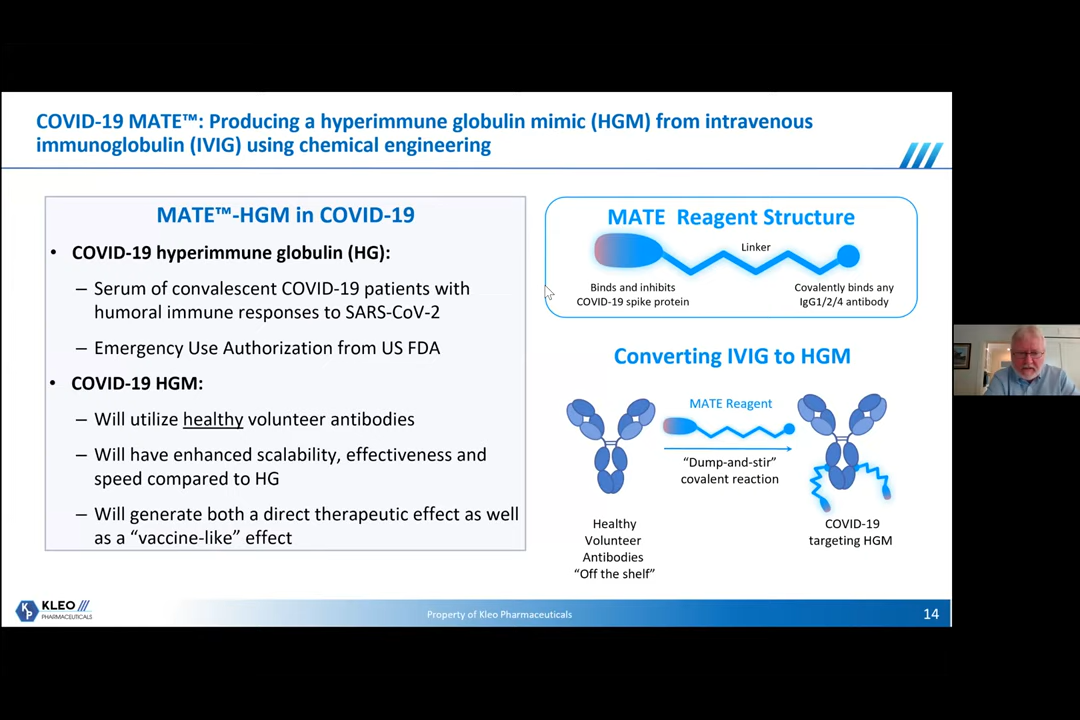 COVID-19 MATE™: Producing a hyperimmune globulin mimic (HGM) from intravenous
immunoglobulin (IVIG) using chemical engineering
MATE™-HGM in COVID-19
• COVID-19 hyperimmune globulin (HG):
– Serum of convalescent COVID-19 patients with
humoral immune responses to SARS-CoV-2
– Emergency Use Authorization from US FDA
• COVID-19 HGM:
– Will utilize healthy volunteer antibodies
– Will have enhanced scalability, effectiveness and
speed compared to HG
– Will generate both a direct therapeutic effect as well
as a “vaccine-like” effect
MATE Reagent Structure
Linker
Binds and inhibits
COVID-19 spike protein
Covalently binds any
IgG1/2/4 antibody
Converting IVIG to HGM
MATE Reagent
“Dump-and-stir”
covalent reaction
Healthy
Volunteer
Antibodies
“Off the shelf”
COVID-19
targeting HGM
KP
KLEO
PHARMACEUTICALS
Property of Kleo Pharmaceuticals
14